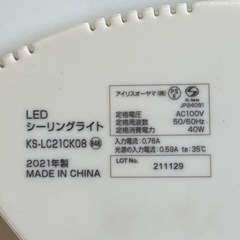 LED
シーリングライト
KS-LC21CK08
2021年製
MADE IN CHINA
アイリスオーヤマ(株)
PS
E
定格電圧 AC100V
定格周波数 50/60Hz
定格消費電力 40W
入力電流：0.76A
光源の入力電流：0.59A ta：35℃
LOT No.
211129